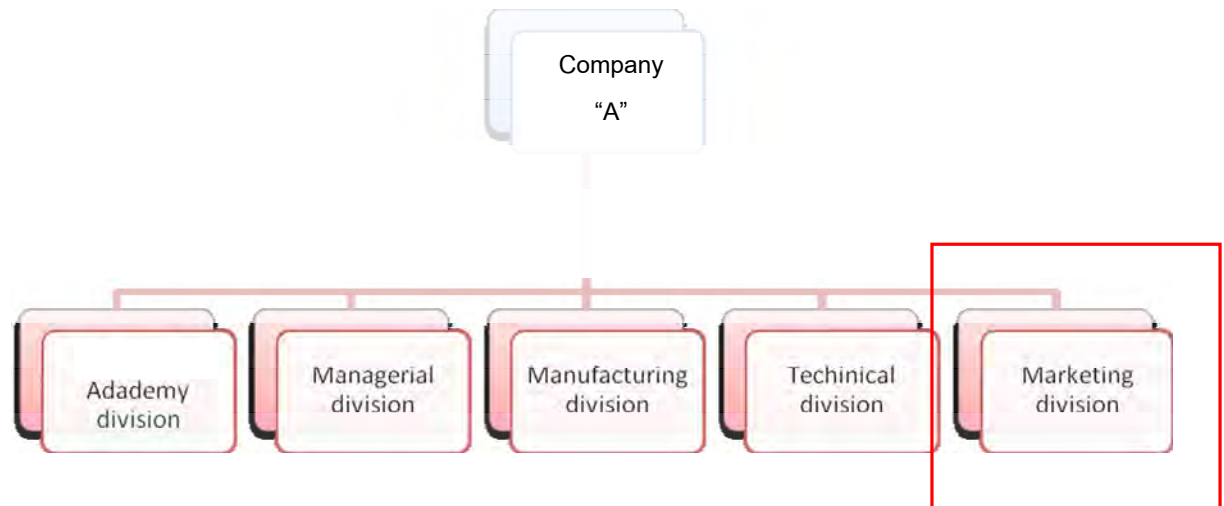 Company
“A”
Adademy
division
Managerial
division
Manufacturing
division
Techinical
division
Marketing
division